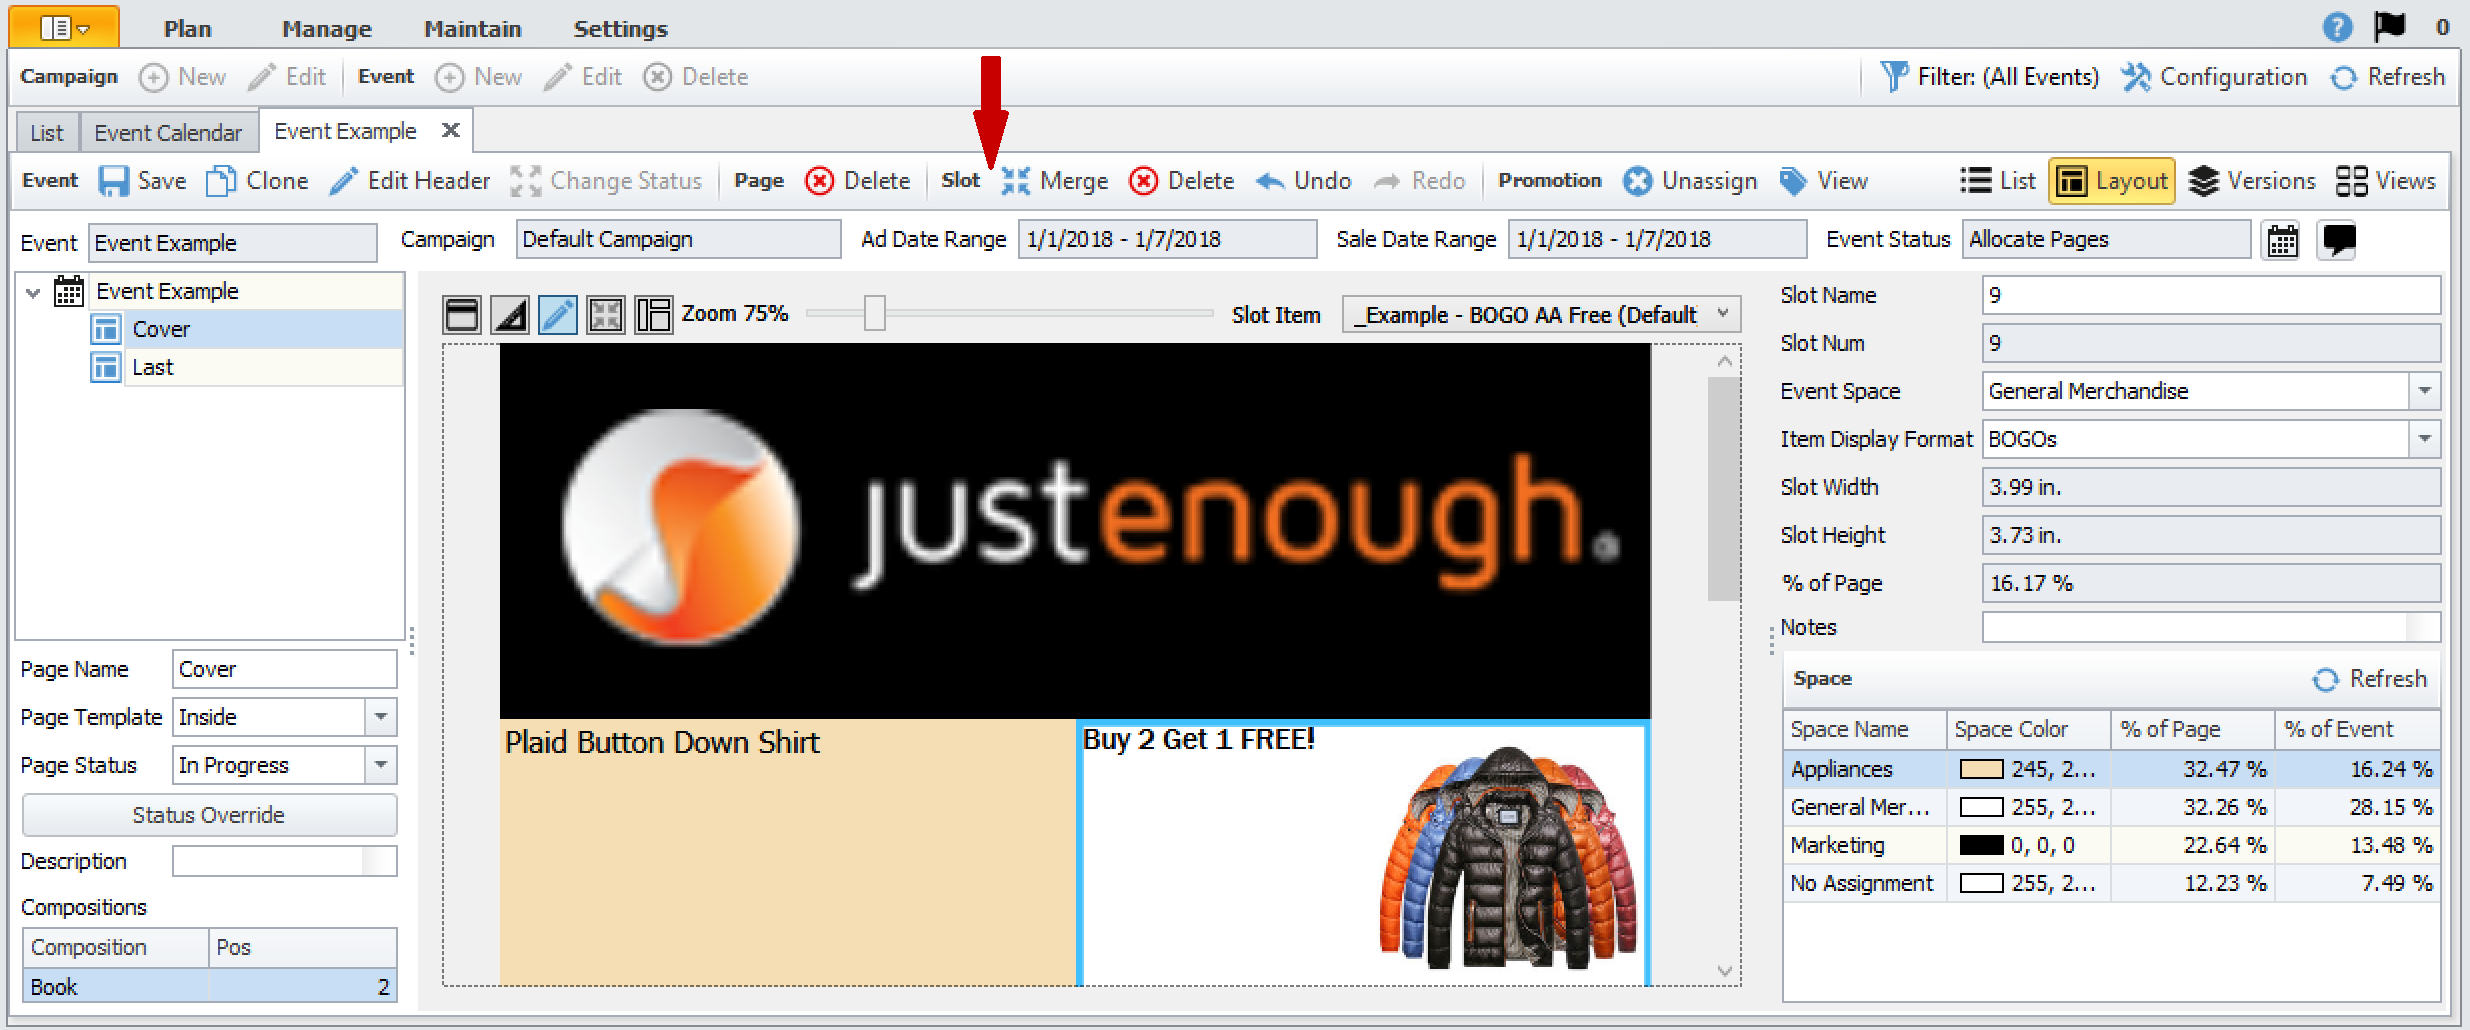 Plan Manage Maintain Settings ? 0
Campaign New Edit Event New Edit Delete Filter: (All Events) Configuration Refresh
List Event Calendar Event Example
Event Save Clone Edit Header Change Status Page Delete Slot Merge Delete Undo Redo Promotion Unassign View List Layout Versions Views
Event Event Example Campaign Default Campaign Ad Date Range 1/1/2018 - 1/7/2018 Sale Date Range 1/1/2018 - 1/7/2018 Event Status Allocate Pages
Event Example
Cover
Last
Page Name Cover
Page Template Inside
Page Status In Progress
Status Override
Description
Compositions
Composition Pos
Book 2
Zoom 75% Slot Item _Example - BOGO AA Free (Default)
justenough.
Plaid Button Down Shirt
Buy 2 Get 1 FREE!
Slot Name 9
Slot Num 9
Event Space General Merchandise
Item Display Format BOGOs
Slot Width 3.99 in.
Slot Height 3.73 in.
% of Page 16.17 %
Notes
Space Refresh
Space Name Space Color % of Page % of Event
Appliances 245, 2... 32.47 % 16.24 %
General Mer... 255, 2... 32.26 % 28.15 %
Marketing 0, 0, 0 22.64 % 13.48 %
No Assignment 255, 2... 12.23 % 7.49 %